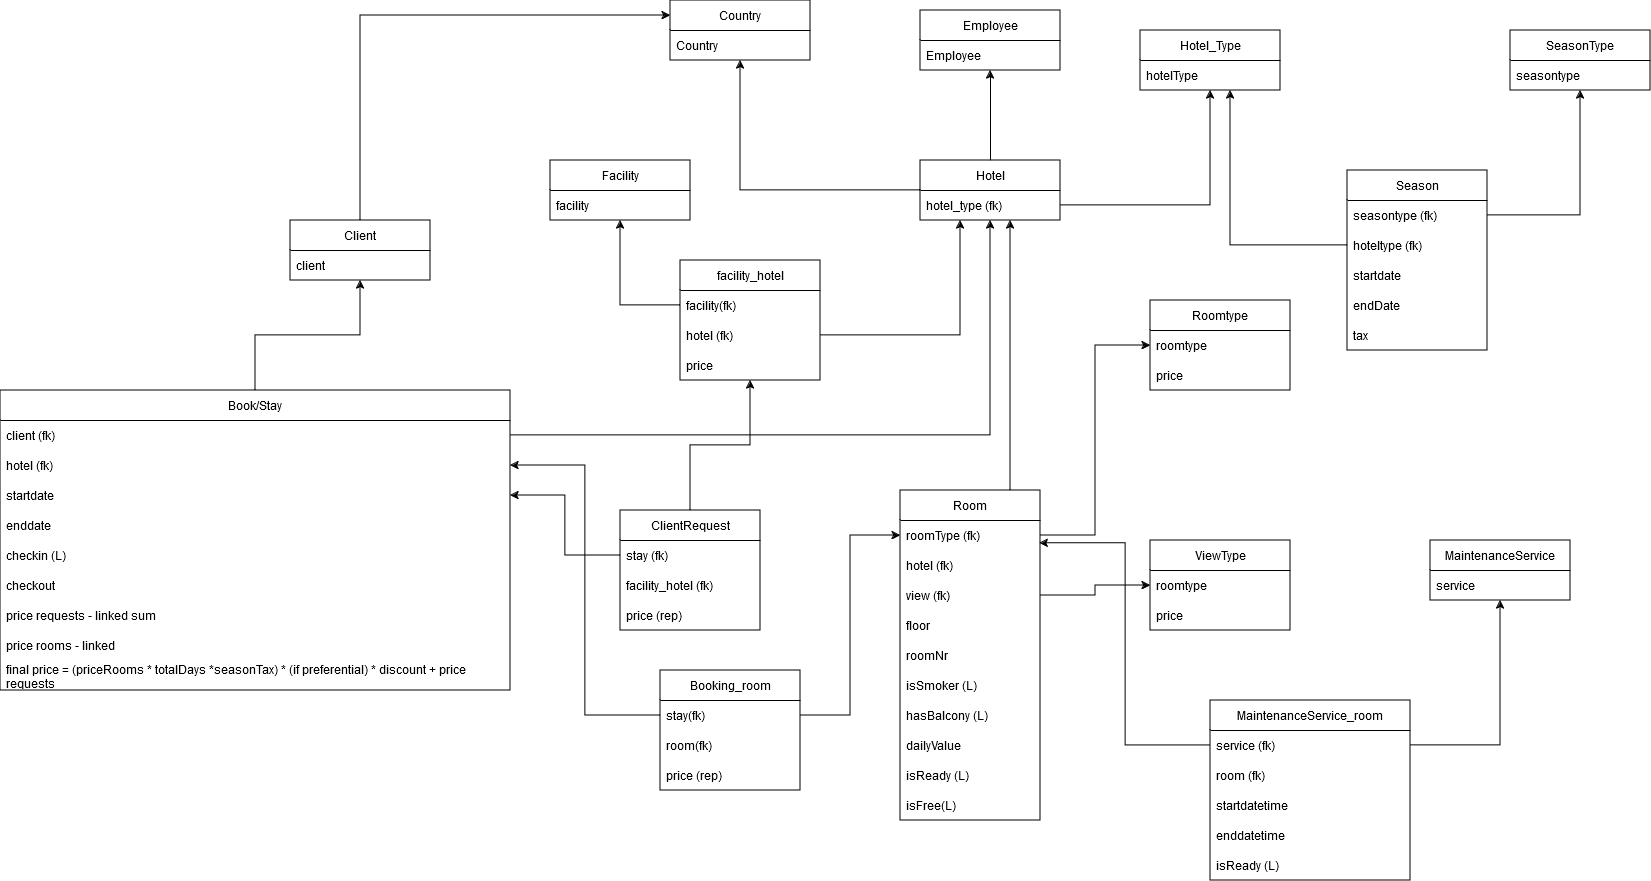 Country
Country
Employee
Employee
Hotel_Type
hotelType
SeasonType
seasontype
Facility
facility
Hotel
hotel_type (fk)
Season
seasontype (fk)
hoteltype (fk)
startdate
endDate
tax
Client
client
facility_hotel
facility(fk)
hotel (fk)
price
Roomtype
roomtype
price
Book/Stay
client (fk)
hotel (fk)
startdate
enddate
checkin (L)
checkout
price requests - linked sum
price rooms - linked
final price = (priceRooms * totalDays *seasonTax) * (if preferential) * discount + price
requests
ClientRequest
stay (fk)
facility_hotel (fk)
price (rep)
Room
roomType (fk)
hotel (fk)
view (fk)
floor
roomNr
isSmoker (L)
hasBalcony (L)
dailyValue
isReady (L)
isFree(L)
ViewType
roomtype
price
MaintenanceService
service
Booking_room
stay(fk)
room(fk)
price (rep)
MaintenanceService_room
service (fk)
room (fk)
startdatetime
enddatetime
isReady (L)